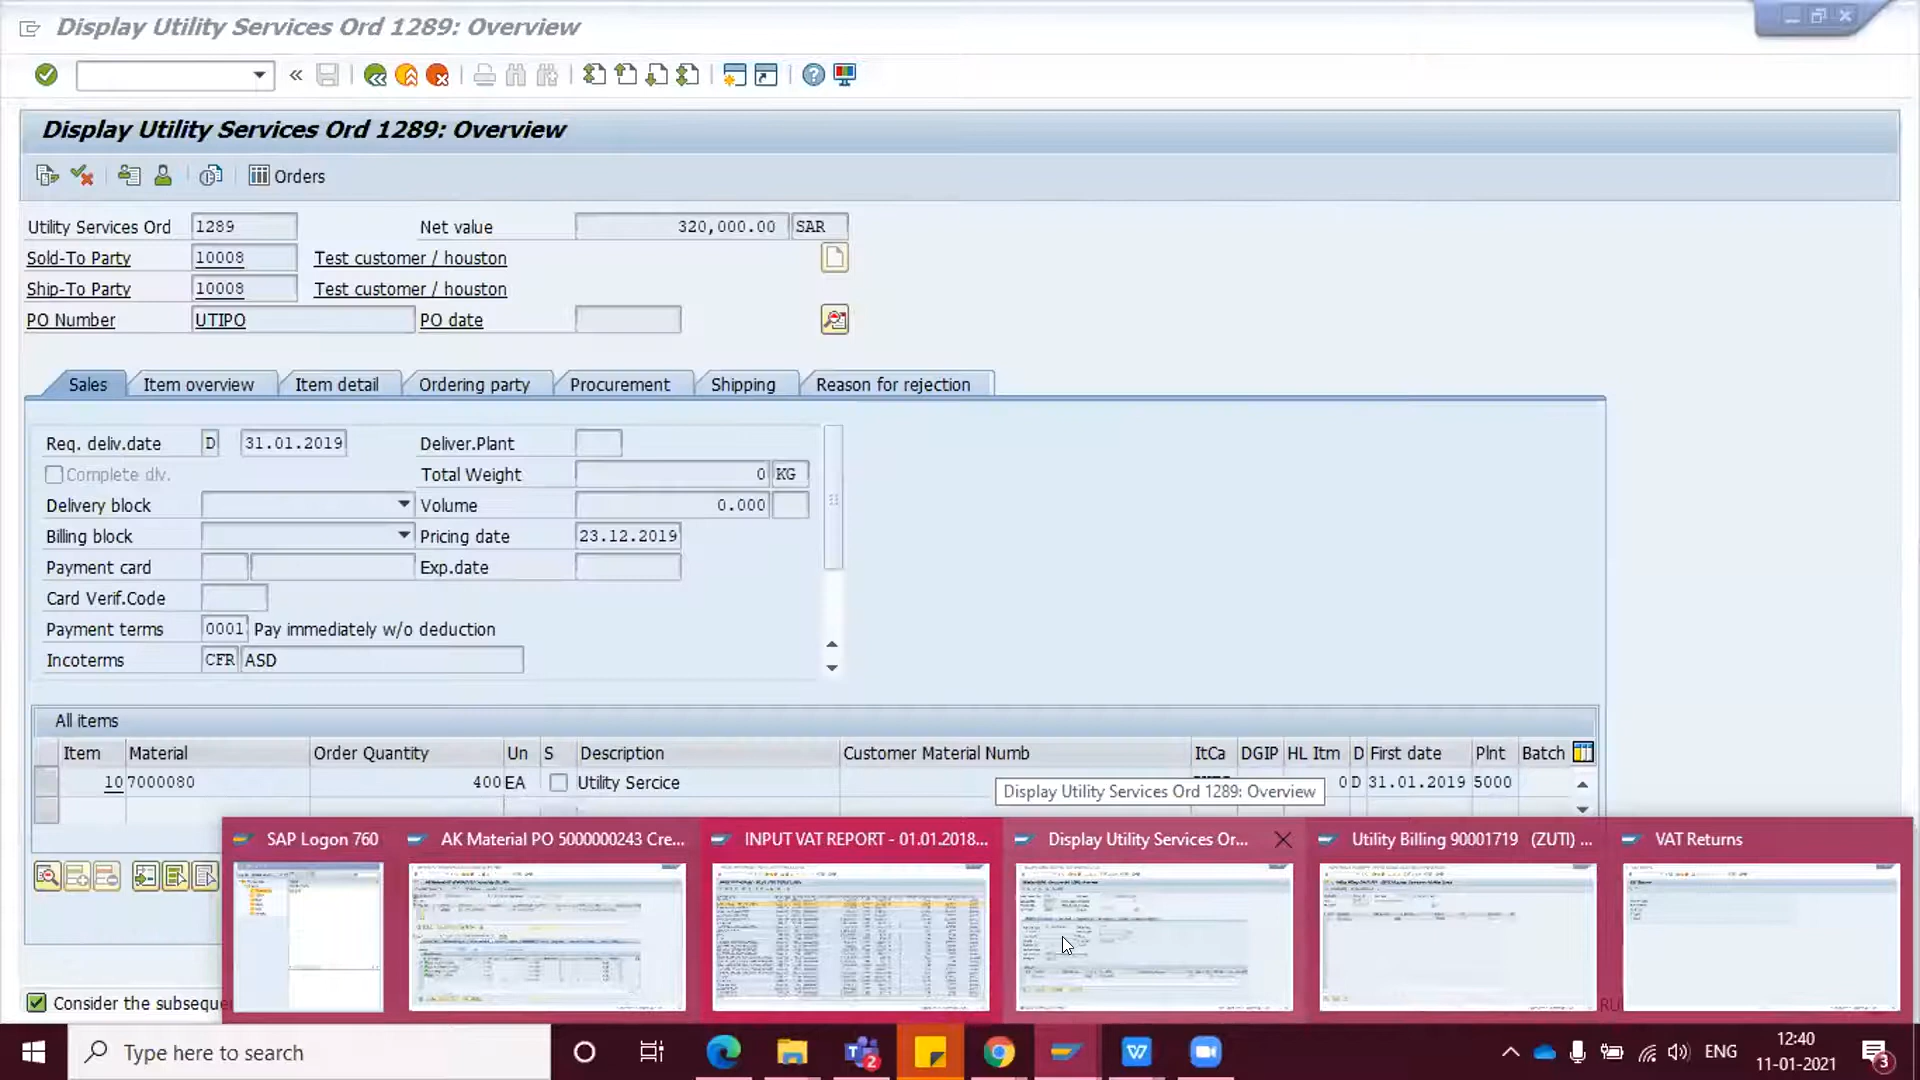 Display Utility Services Ord 1289: Overview
Display Utility Services Ord 1289: Overview
Orders
Utility Services Ord 1289 Net value 320,000.00 SAR
Sold-To Party 10008 Test customer / houston
Ship-To Party 10008 Test customer / houston
PO Number UTIPO PO date
Sales Item overview Item detail Ordering party Procurement Shipping Reason for rejection
Req. deliv.date D 31.01.2019 Deliver.Plant
Complete dlv. Total Weight 0 KG
Delivery block Volume 0.000
Billing block Pricing date 23.12.2019
Payment card Exp.date
Card Verif.Code
Payment terms 0001 Pay immediately w/o deduction
Incoterms CFR ASD
All items
Item Material Order Quantity Un S Description Customer Material Numb ItCa DGIP HL Itm D First date Plnt Batch
10 7000080 400 EA Utility Sercice 0 D 31.01.2019 5000
Display Utility Services Ord 1289: Overview
SAP Logon 760 AK Material PO 5000000243 Cre... INPUT VAT REPORT - 01.01.2018... Display Utility Services Or... Utility Billing 90001719 (ZUTI) ... VAT Returns
Consider the subseque
Type here to search 2 ENG 12:40
11-01-2021 3